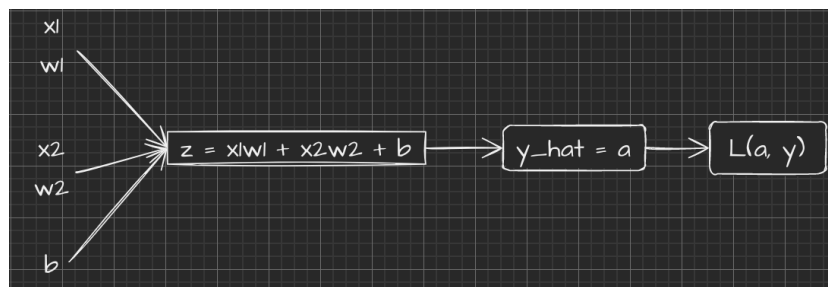 x1
w1
x2
w2
b
z = x1w1 + x2w2 + b
y_hat = a
L(a, y)